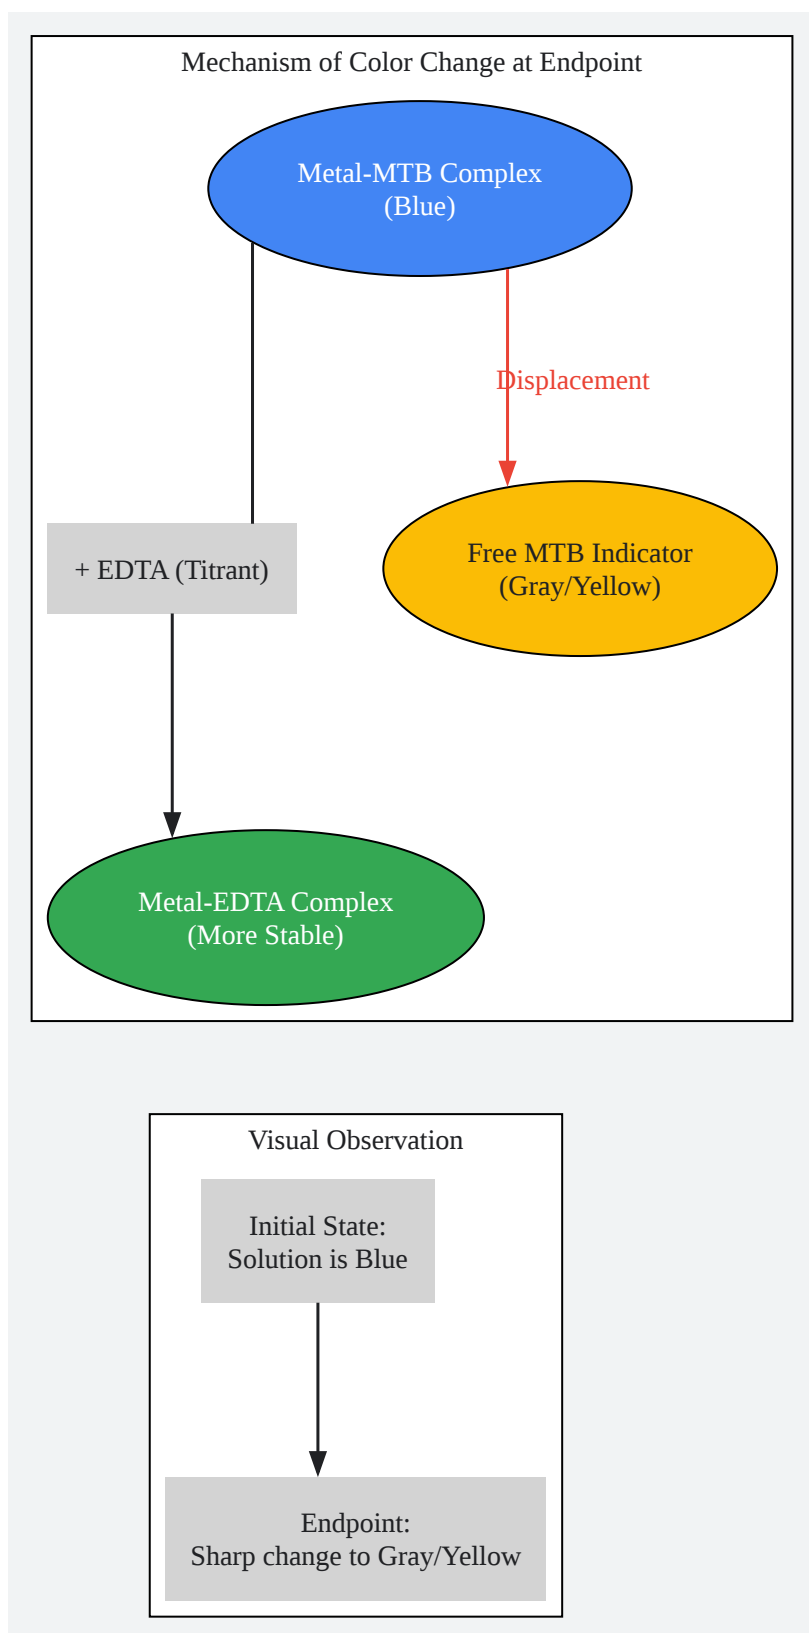 Mechanism of Color Change at Endpoint
Metal-MTB Complex
(Blue)
Displacement
+ EDTA (Titrant)
Free MTB Indicator
(Gray/Yellow)
Metal-EDTA Complex
(More Stable)
Visual Observation
Initial State:
Solution is Blue
Endpoint:
Sharp change to Gray/Yellow